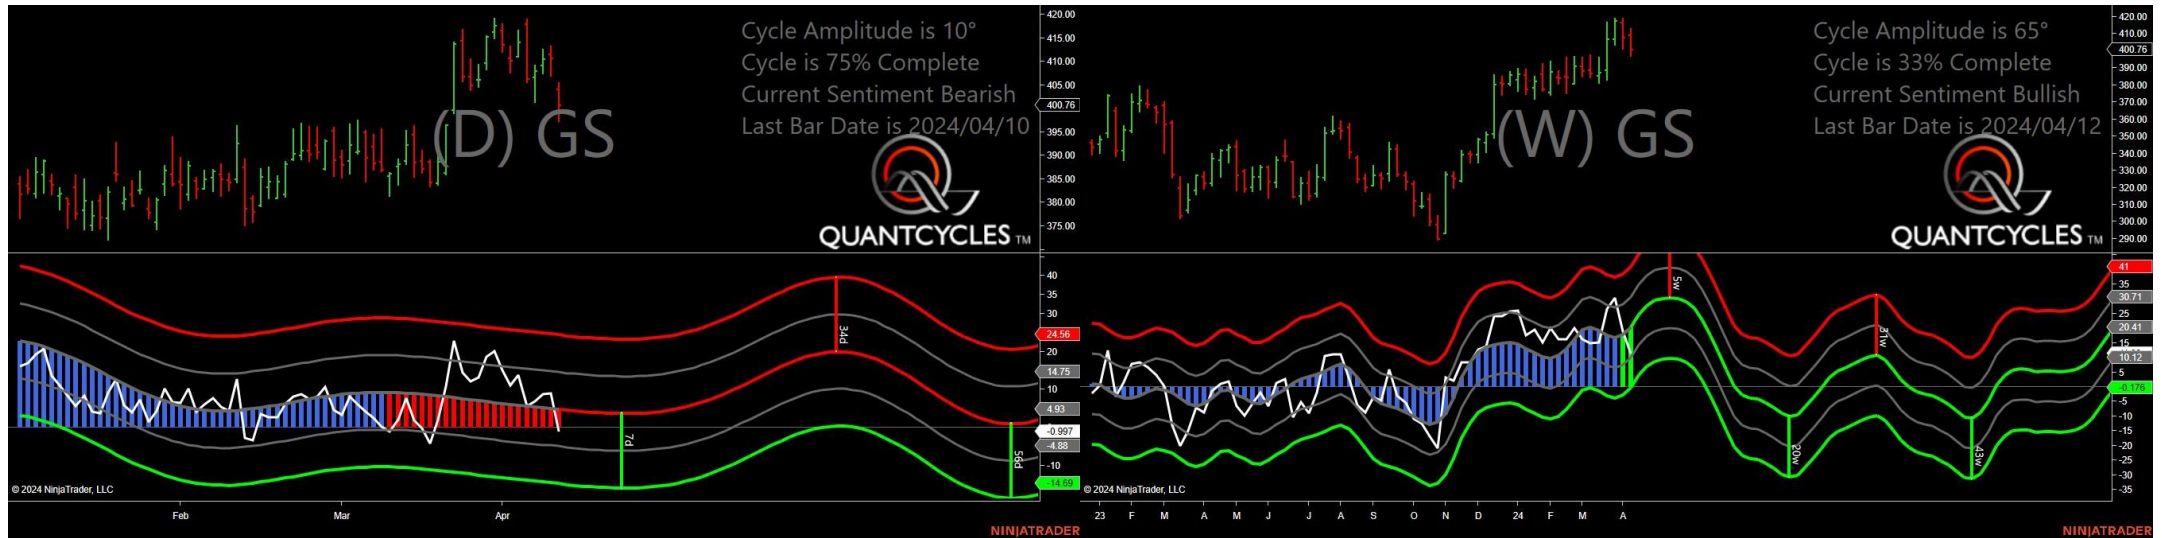 Cycle Amplitude is 10°
Cycle is 75% Complete
Current Sentiment Bearish
Last Bar Date is 2024/04/10
(D) GS
QUANTCYCLES TM
420.00
415.00
410.00
405.00
400.76
395.00
390.00
385.00
380.00
375.00
40
35
30
24.56
20
14.75
10
4.93
-0.997
-4.88
-10
-14.69
7d
34d
56d
© 2024 NinjaTrader, LLC
Feb Mar Apr
NINJATRADER
Cycle Amplitude is 65°
Cycle is 33% Complete
Current Sentiment Bullish
Last Bar Date is 2024/04/12
(W) GS
QUANTCYCLES TM
420.00
410.00
400.76
390.00
380.00
370.00
360.00
350.00
340.00
330.00
320.00
310.00
300.00
290.00
41
35
30.71
25
20.41
15
10.12
5
-0.176
-5
-10
-15
-20
-25
-30
-35
5w
20w
31w
43w
© 2024 NinjaTrader, LLC
23 F M A M J J A S O N D 24 F M A
NINJATRADER